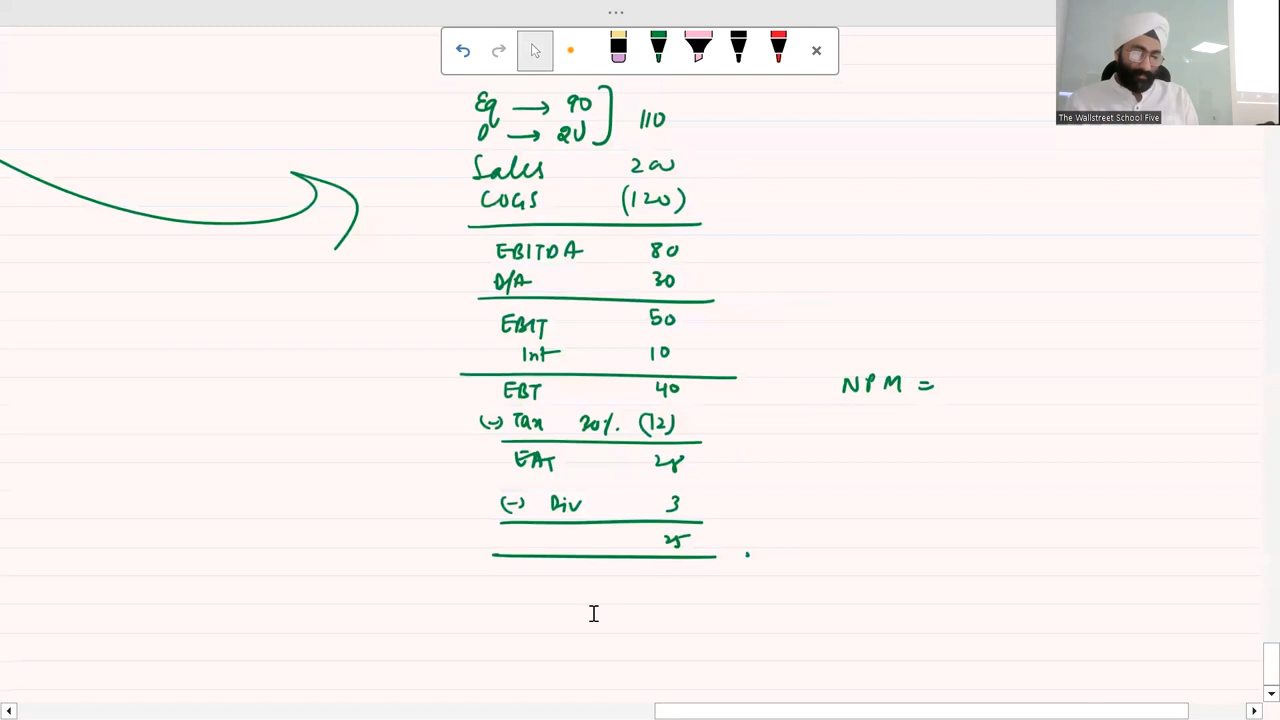 Eq → 90
D → 20
110
Sales 200
COGS (120)
EBITDA 80
D/A 30
EBIT 50
Int 10
EBT 40
NPM =
(-) Tax 30%. (12)
EAT 28
(-) Div 3
25
The Wallstreet School Five